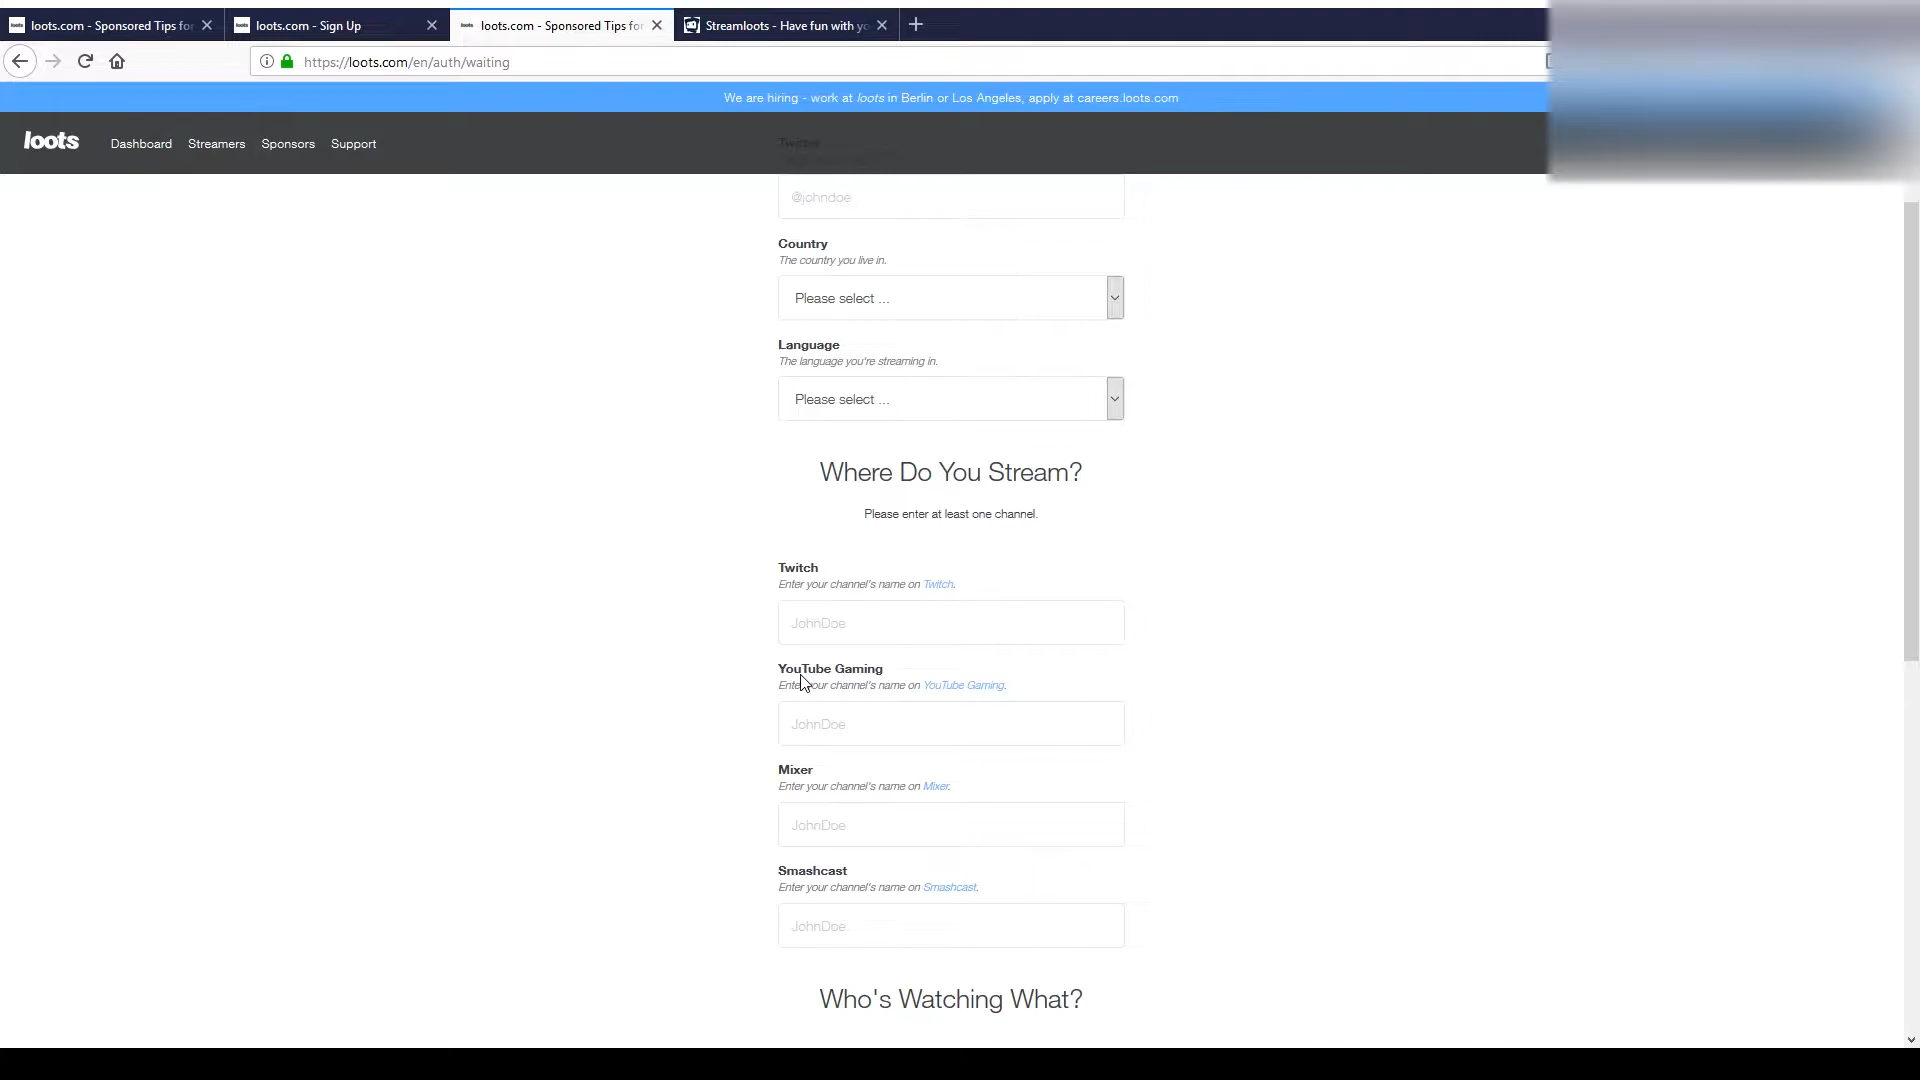 loots.com - Sponsored Tips for
loots.com - Sign Up
loots.com - Sponsored Tips for
Streamloots - Have fun with yo
https://loots.com/en/auth/waiting
We are hiring - work at loots in Berlin or Los Angeles, apply at careers.loots.com
loots
Dashboard
Streamers
Sponsors
Support
Twitter
@johndoe
Country
The country you live in.
Please select ...
Language
The language you're streaming in.
Please select ...
Where Do You Stream?
Please enter at least one channel.
Twitch
Enter your channel's name on Twitch.
JohnDoe
YouTube Gaming
Enter your channel's name on YouTube Gaming.
JohnDoe
Mixer
Enter your channel's name on Mixer.
JohnDoe
Smashcast
Enter your channel's name on Smashcast.
JohnDoe
Who's Watching What?